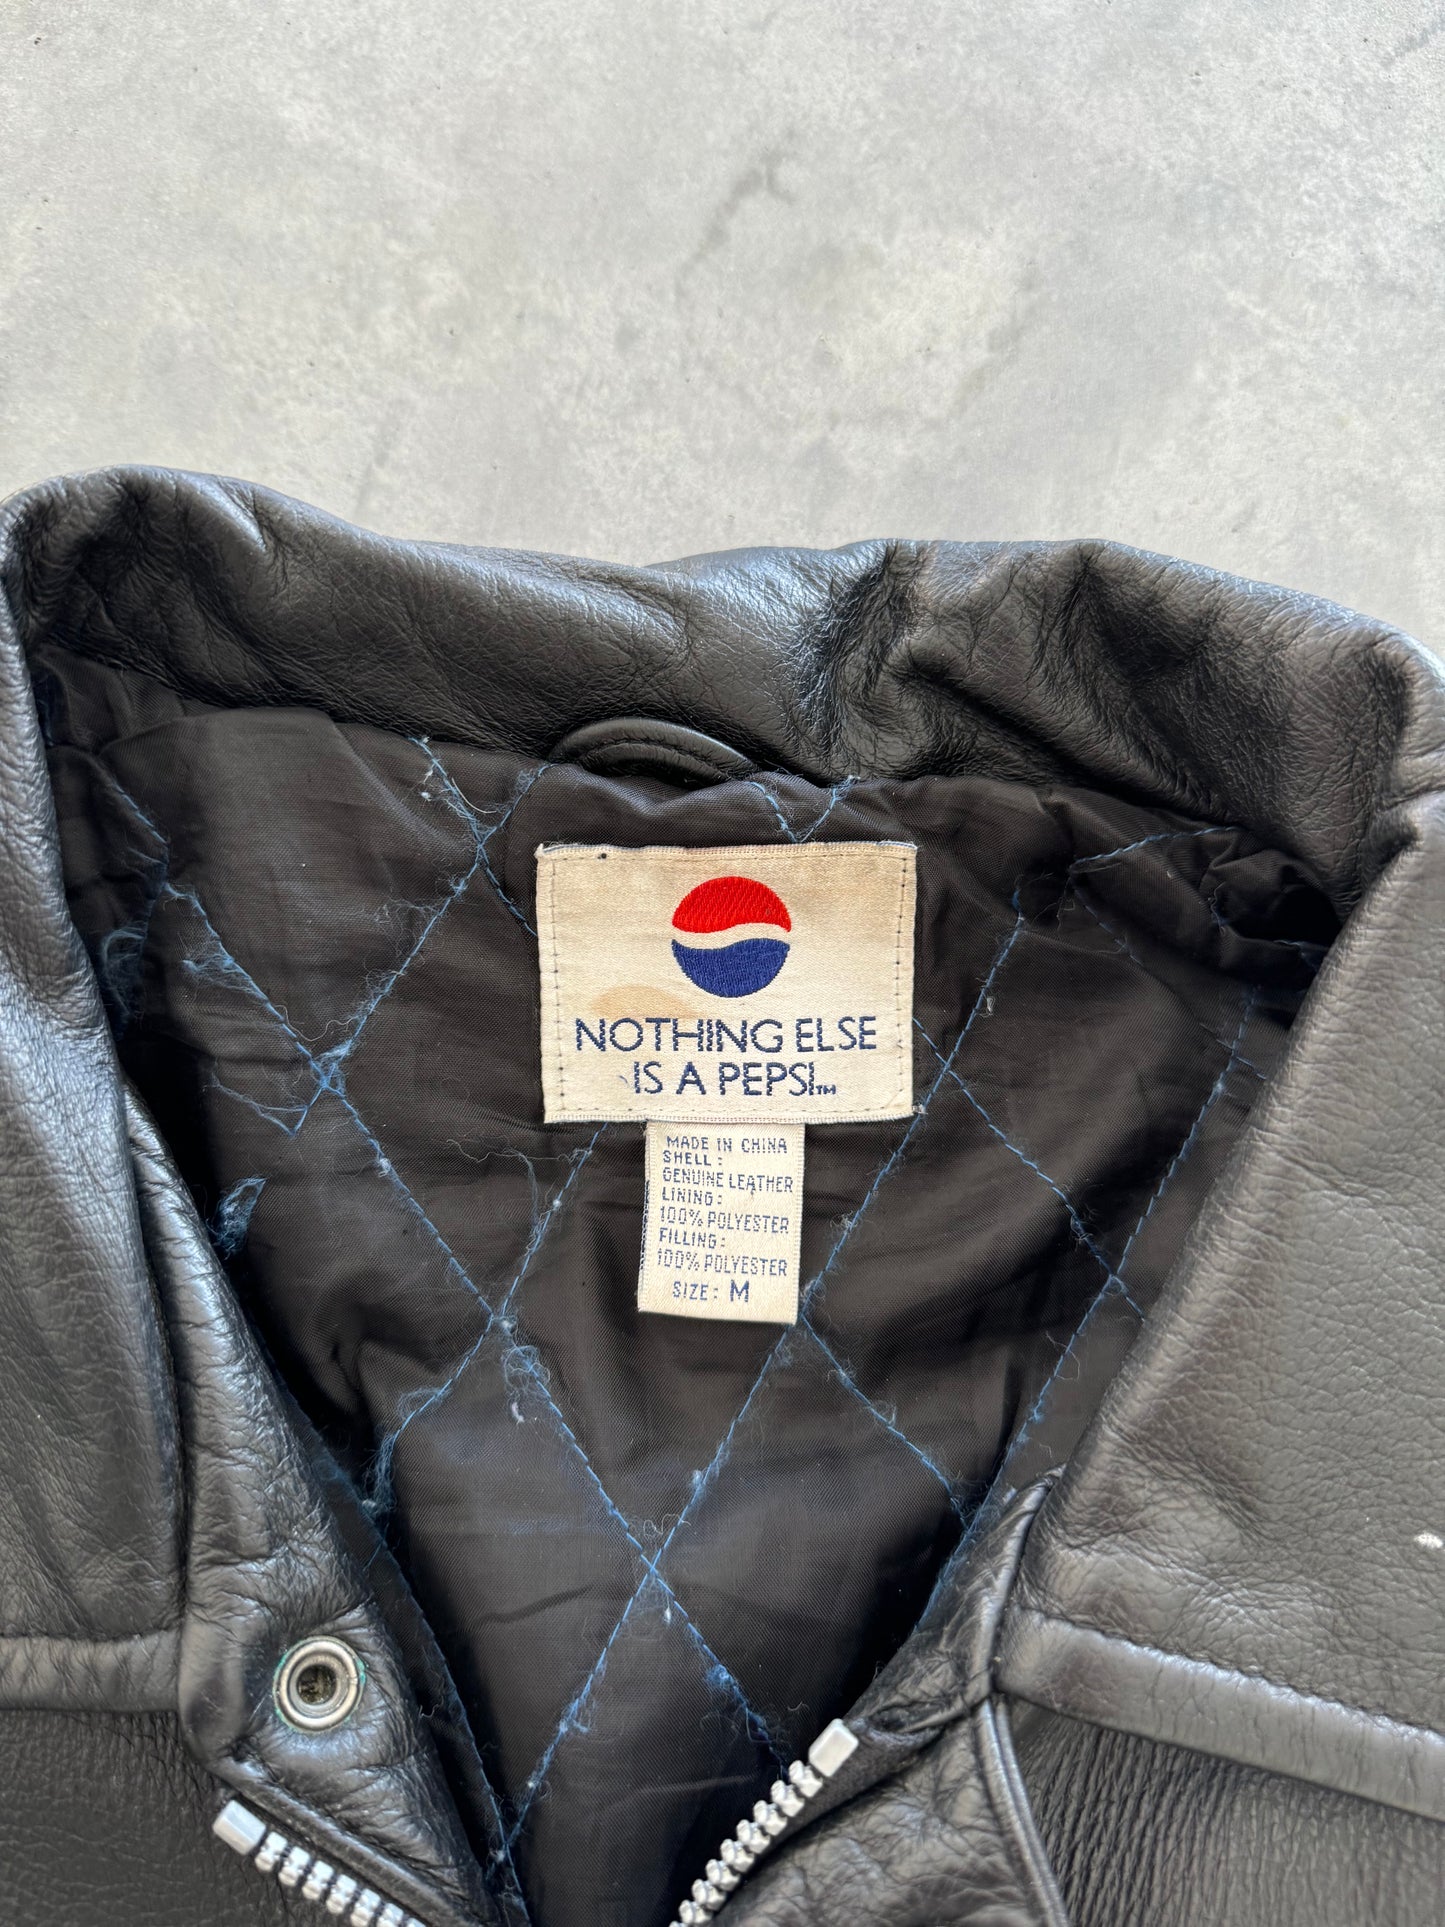 NOTHING ELSE
IS A PEPSI™
MADE IN CHINA
SHELL:
GENUINE LEATHER
LINING:
100% POLYESTER
FILLING:
100% POLYESTER
SIZE: M